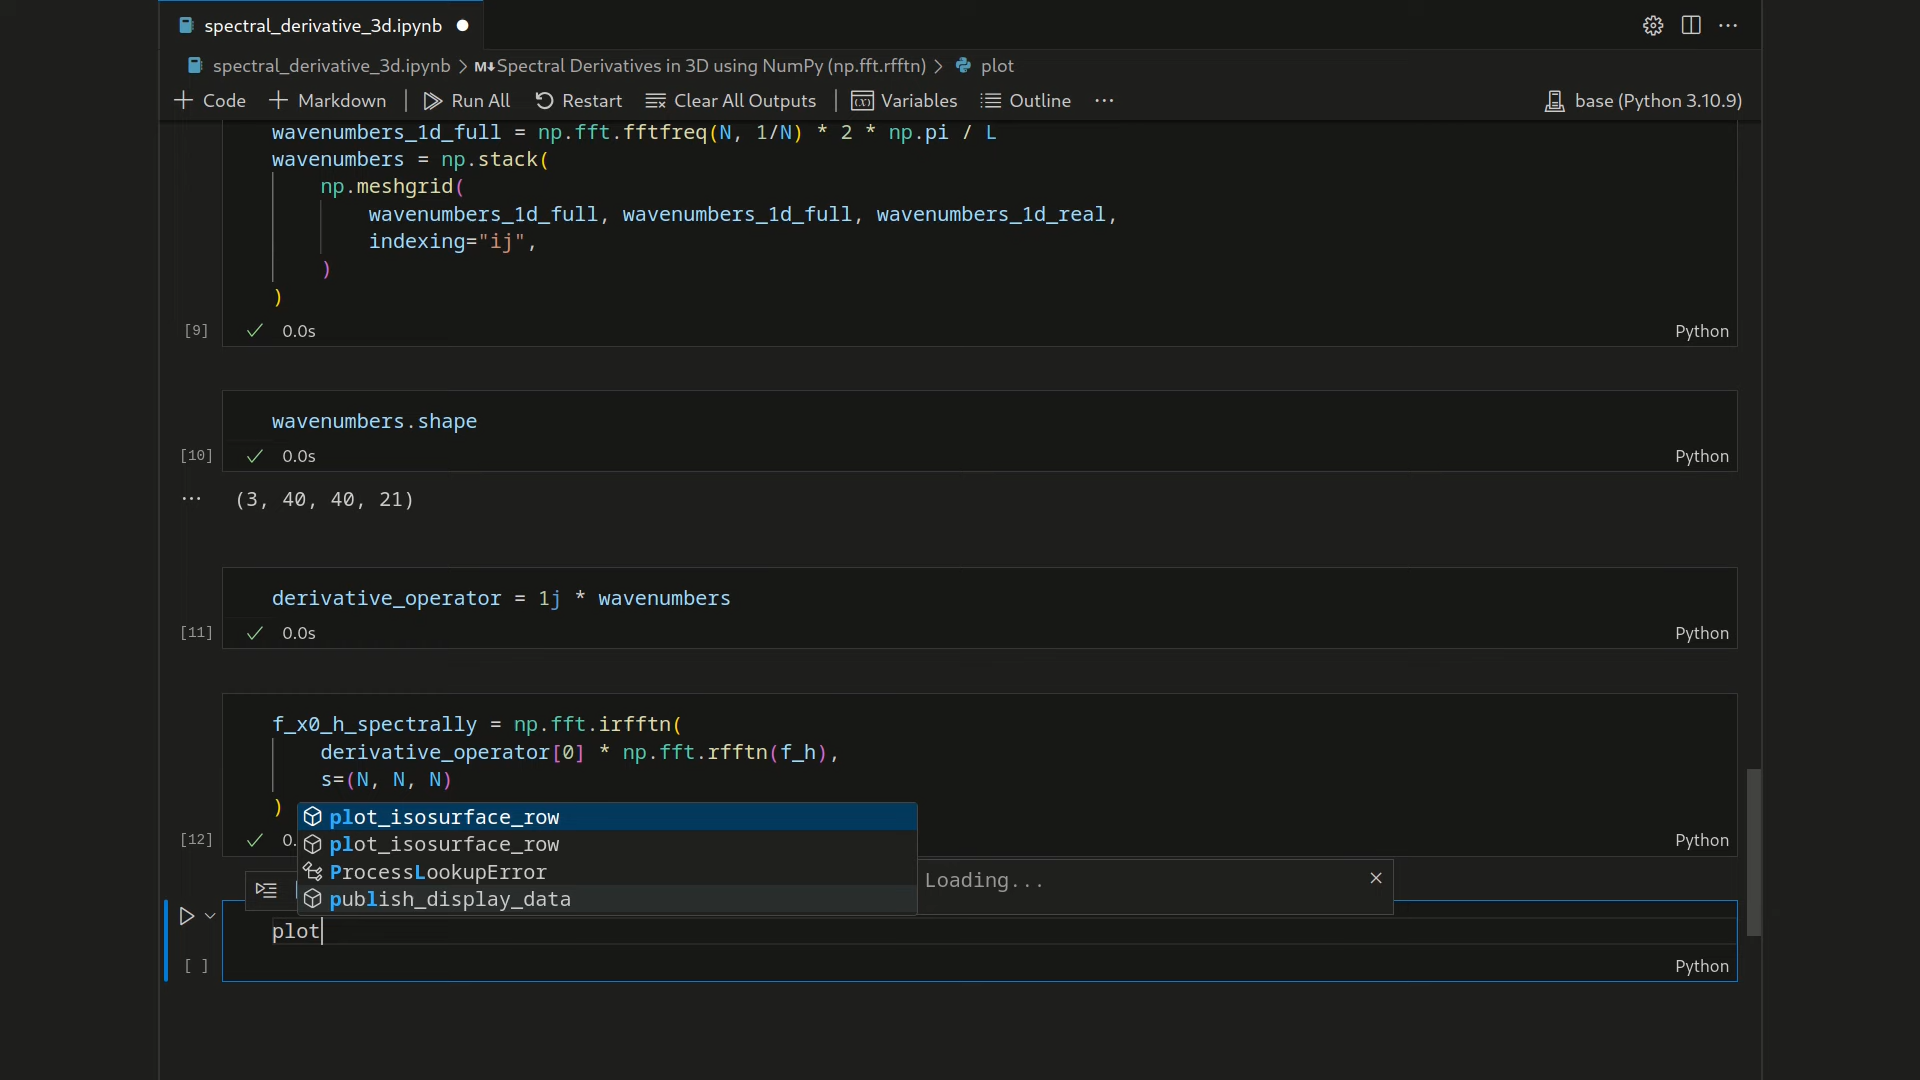 spectral_derivative_3d.ipynb
spectral_derivative_3d.ipynb > M↓Spectral Derivatives in 3D using NumPy (np.fft.rfftn) > plot
+ Code + Markdown | Run All Restart Clear All Outputs | Variables Outline ... base (Python 3.10.9)
wavenumbers_1d_full = np.fft.fftfreq(N, 1/N) * 2 * np.pi / L
wavenumbers = np.stack(
np.meshgrid(
wavenumbers_1d_full, wavenumbers_1d_full, wavenumbers_1d_real,
indexing="ij",
)
)
[9] 0.0s Python
wavenumbers.shape
[10] 0.0s Python
... (3, 40, 40, 21)
derivative_operator = 1j * wavenumbers
[11] 0.0s Python
f_x0_h_spectrally = np.fft.irfftn(
derivative_operator[0] * np.fft.rfftn(f_h),
s=(N, N, N)
)
plot_isosurface_row
[12] 0. Python
plot_isosurface_row
ProcessLookupError
Loading...
publish_display_data
plot
[ ] Python